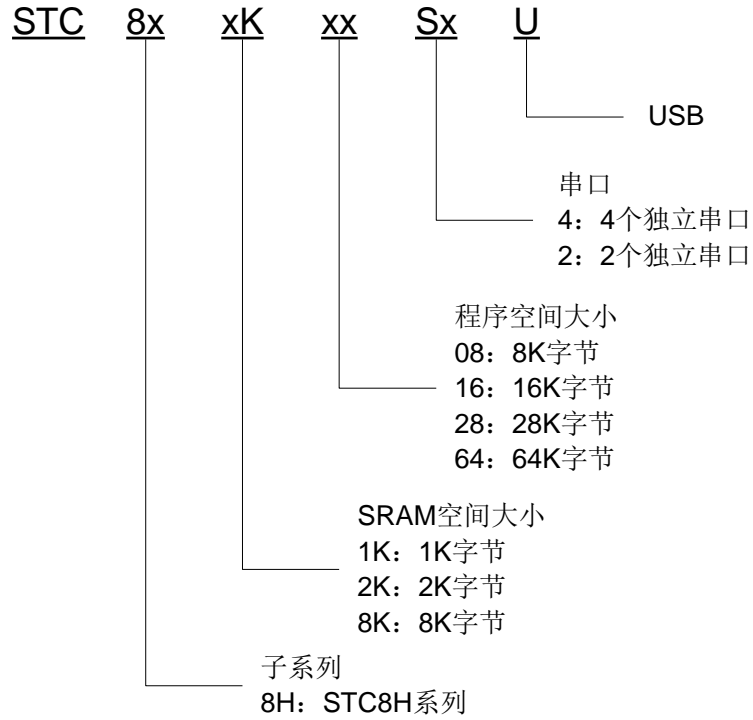 STC 8x xK xx Sx U
USB
串口
4：4个独立串口
2：2个独立串口
程序空间大小
08：8K字节
16：16K字节
28：28K字节
64：64K字节
SRAM空间大小
1K：1K字节
2K：2K字节
8K：8K字节
子系列
8H：STC8H系列